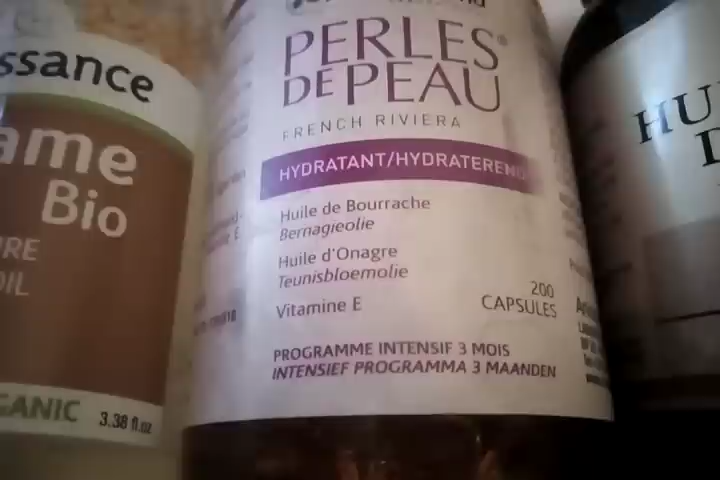 ssance
ame
Bio
RE
OIL
GANIC 3.38 fl.oz
PERLES®
DE PEAU
FRENCH RIVIERA
HYDRATANT/HYDRATEREND
Huile de Bourrache
Bernagieolie
Huile d'Onagre
Teunisbloemolie
Vitamine E
200
CAPSULES
PROGRAMME INTENSIF 3 MOIS
INTENSIEF PROGRAMMA 3 MAANDEN
HU
D